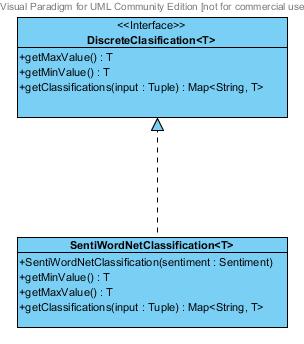 Visual Paradigm for UML Community Edition [not for commercial use
<<Interface>>
DiscreteClasification<T>
+getMaxValue() : T
+getMinValue() : T
+getClassifications(input : Tuple) : Map<String, T>
SentiWordNetClassification<T>
+SentiWordNetClassification(sentiment : Sentiment)
+getMinValue() : T
+getMaxValue() : T
+getClassifications(input : Tuple) : Map<String, T>